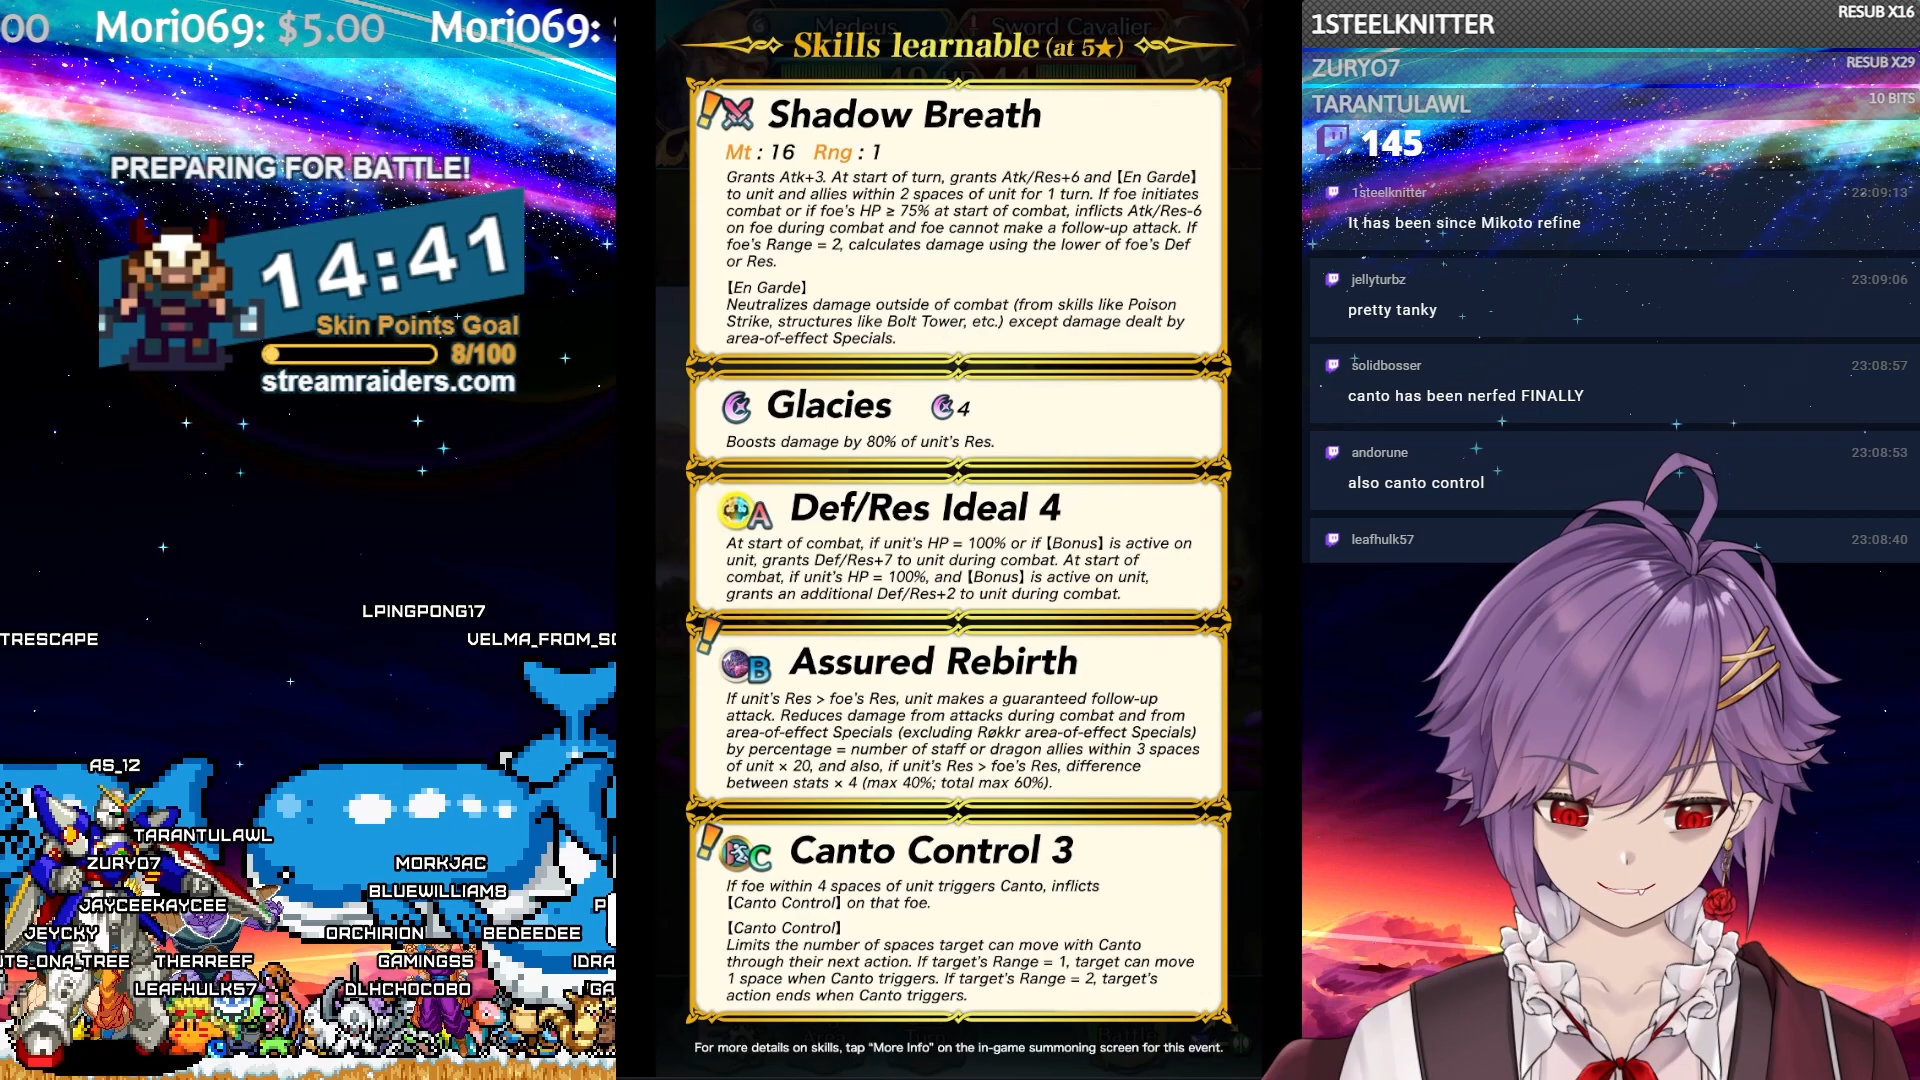 00 Mori069: $5.00 Mori069:
PREPARING FOR BATTLE!
14:41
Skin Points Goal
8/100
streamraiders.com
LPINGPONG17
TRESCAPE
VELMA_FROM_SC
AS_12
TARANTULAWL
ZURYO7
MORKJAC
BLUEWILLIAM8
JAYCEEKAYCEE
P
JEYCKY
ORCHIRION
BEDEEDEE
UTS_ONA_TREE
THERREEF
GAMINGS5
IDRA
LEAFHULK57
DLHCHOCOBO
GA
Medeus
Sword Cavalier
Skills learnable (at 5★)
Shadow Breath
Mt : 16 Rng : 1
Grants Atk+3. At start of turn, grants Atk/Res+6 and 【En Garde】
to unit and allies within 2 spaces of unit for 1 turn. If foe initiates
combat or if foe's HP ≥ 75% at start of combat, inflicts Atk/Res-6
on foe during combat and foe cannot make a follow-up attack. If
foe's Range = 2, calculates damage using the lower of foe's Def
or Res.
【En Garde】
Neutralizes damage outside of combat (from skills like Poison
Strike, structures like Bolt Tower, etc.) except damage dealt by
area-of-effect Specials.
Glacies 4
Boosts damage by 80% of unit's Res.
A Def/Res Ideal 4
At start of combat, if unit's HP = 100% or if 【Bonus】 is active on
unit, grants Def/Res+7 to unit during combat. At start of
combat, if unit's HP = 100%, and 【Bonus】 is active on unit,
grants an additional Def/Res+2 to unit during combat.
B Assured Rebirth
If unit's Res > foe's Res, unit makes a guaranteed follow-up
attack. Reduces damage from attacks during combat and from
area-of-effect Specials (excluding Røkkr area-of-effect Specials)
by percentage = number of staff or dragon allies within 3 spaces
of unit × 20, and also, if unit's Res > foe's Res, difference
between stats × 4 (max 40%; total max 60%).
C Canto Control 3
If foe within 4 spaces of unit triggers Canto, inflicts
【Canto Control】 on that foe.
【Canto Control】
Limits the number of spaces target can move with Canto
through their next action. If target's Range = 1, target can move
1 space when Canto triggers. If target's Range = 2, target's
action ends when Canto triggers.
For more details on skills, tap "More Info" on the in-game summoning screen for this event.
1STEELKNITTER RESUB X16
ZURYO7 RESUB X29
TARANTULAWL 10 BITS
145
1steelknitter 23:09:13
It has been since Mikoto refine
jellyturbz 23:09:06
pretty tanky
solidbosser 23:08:57
canto has been nerfed FINALLY
andorune 23:08:53
also canto control
leafhulk57 23:08:40